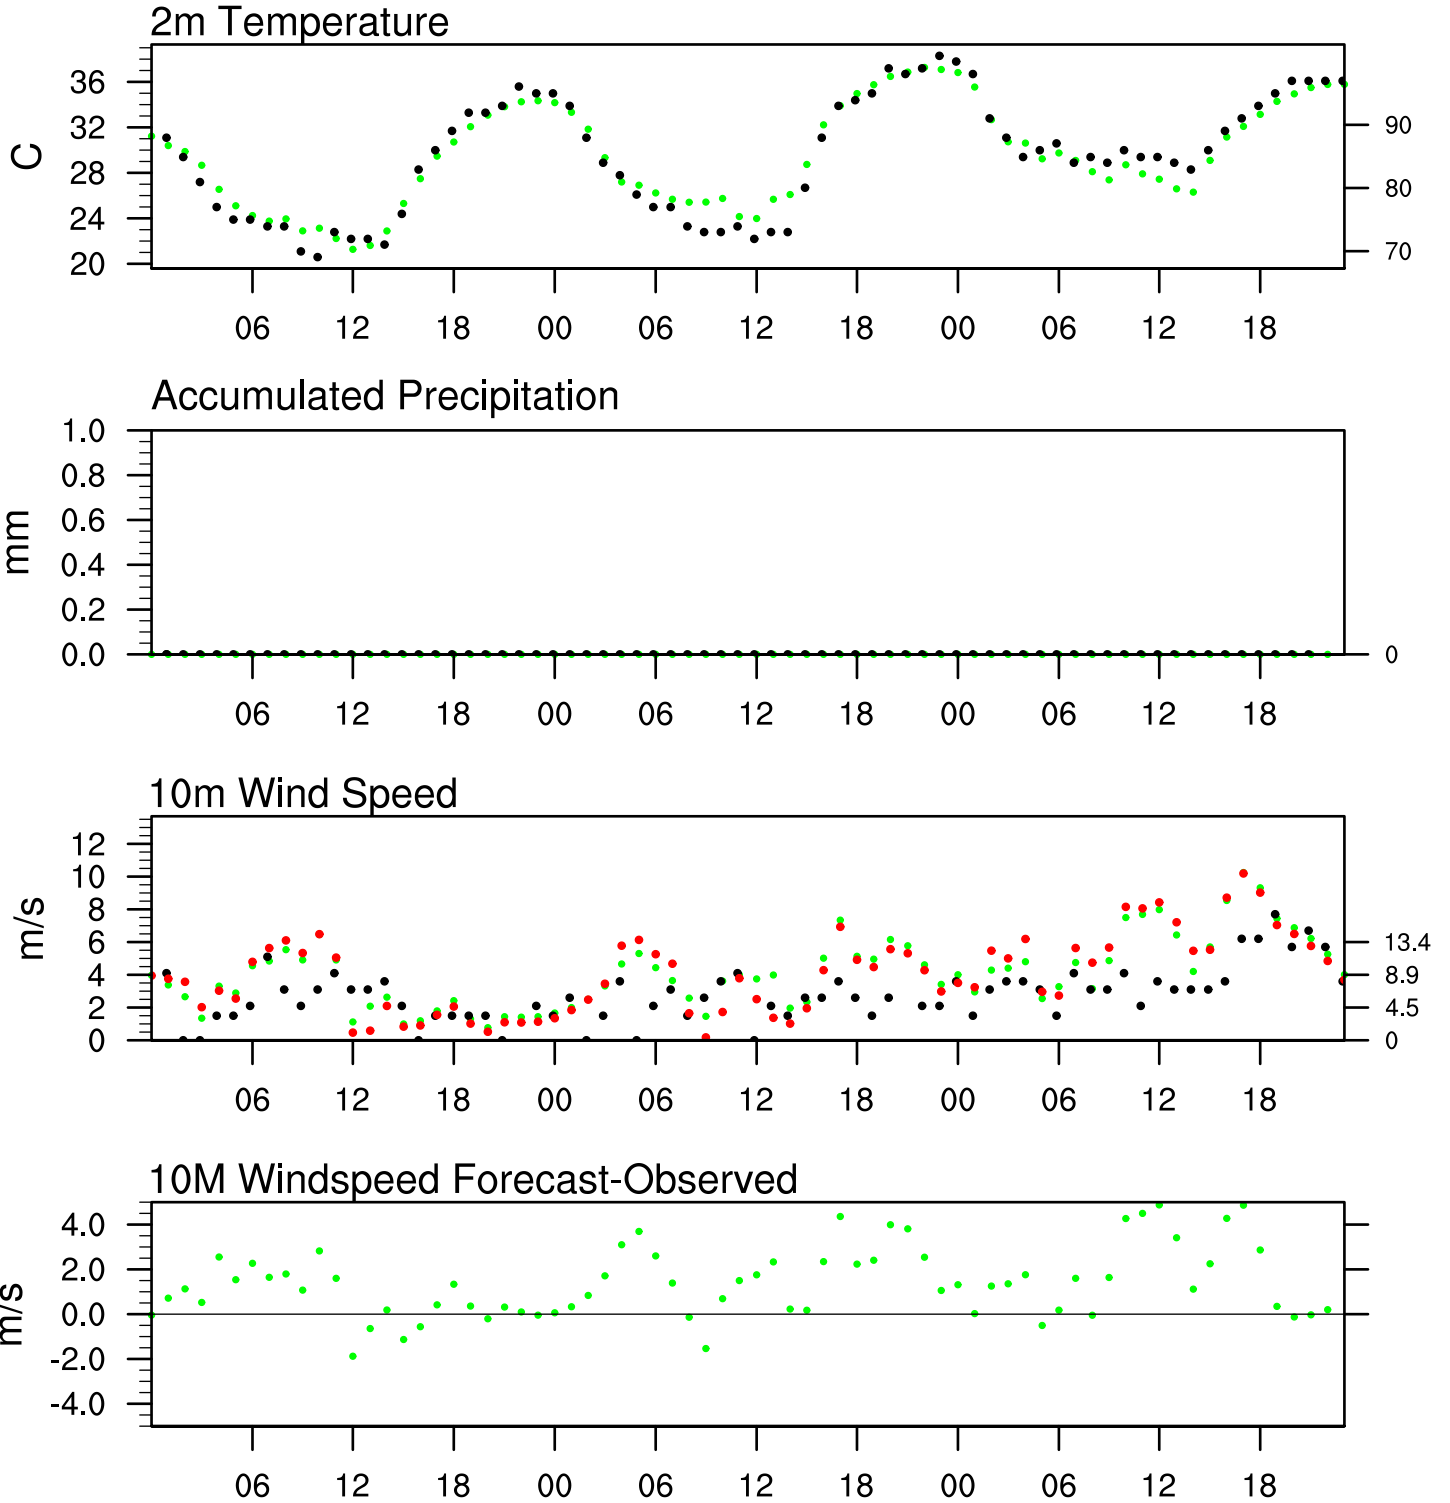 2m Temperature
36
32
28
24
20
C
90
80
70
06 12 18 00 06 12 18 00 06 12 18
Accumulated Precipitation
1.0
0.8
0.6
0.4
0.2
0.0
mm
0
06 12 18 00 06 12 18 00 06 12 18
10m Wind Speed
12
10
8
6
4
2
0
m/s
13.4
8.9
4.5
0
06 12 18 00 06 12 18 00 06 12 18
10M Windspeed Forecast-Observed
4.0
2.0
0.0
-2.0
-4.0
m/s
06 12 18 00 06 12 18 00 06 12 18